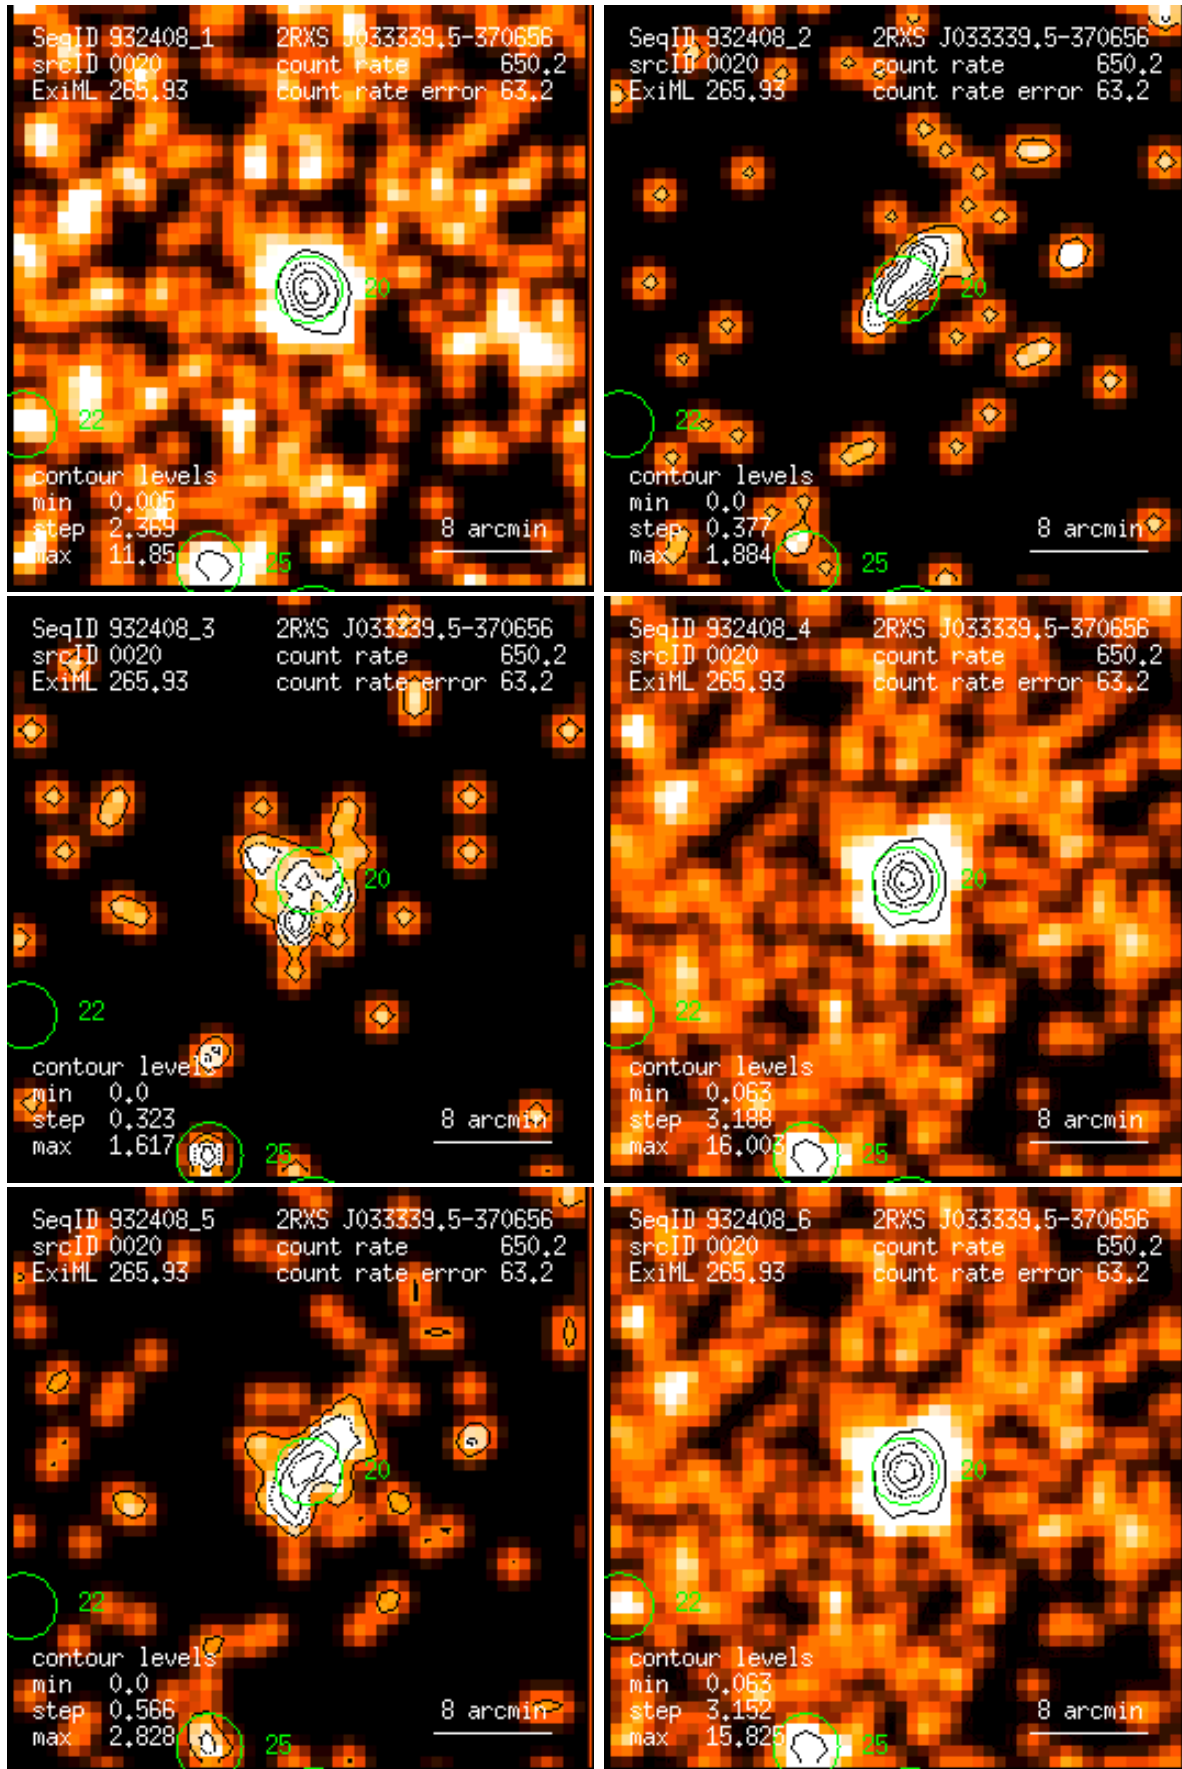 SeqID 932408_1 2RXS J033339.5-370656
srcID 0020 count rate 650.2
ExiML 265.93 count rate error 63.2
20
22
contour levels
min 0.005
step 2.369 8 arcmin
max 11.85
25
SeqID 932408_2 2RXS J033339.5-370656
srcID 0020 count rate 650.2
ExiML 265.93 count rate error 63.2
20
22
contour levels
min 0.0
step 0.377 8 arcmin
max 1.884
25
SeqID 932408_3 2RXS J033339.5-370656
srcID 0020 count rate 650.2
ExiML 265.93 count rate error 63.2
20
22
contour levels
min 0.0
step 0.323 8 arcmin
max 1.617
25
SeqID 932408_4 2RXS J033339.5-370656
srcID 0020 count rate 650.2
ExiML 265.93 count rate error 63.2
20
22
contour levels
min 0.063
step 3.188 8 arcmin
max 16.003
25
SeqID 932408_5 2RXS J033339.5-370656
srcID 0020 count rate 650.2
ExiML 265.93 count rate error 63.2
20
22
contour levels
min 0.0
step 0.566 8 arcmin
max 2.828
25
SeqID 932408_6 2RXS J033339.5-370656
srcID 0020 count rate 650.2
ExiML 265.93 count rate error 63.2
20
22
contour levels
min 0.063
step 3.152 8 arcmin
max 15.825
25